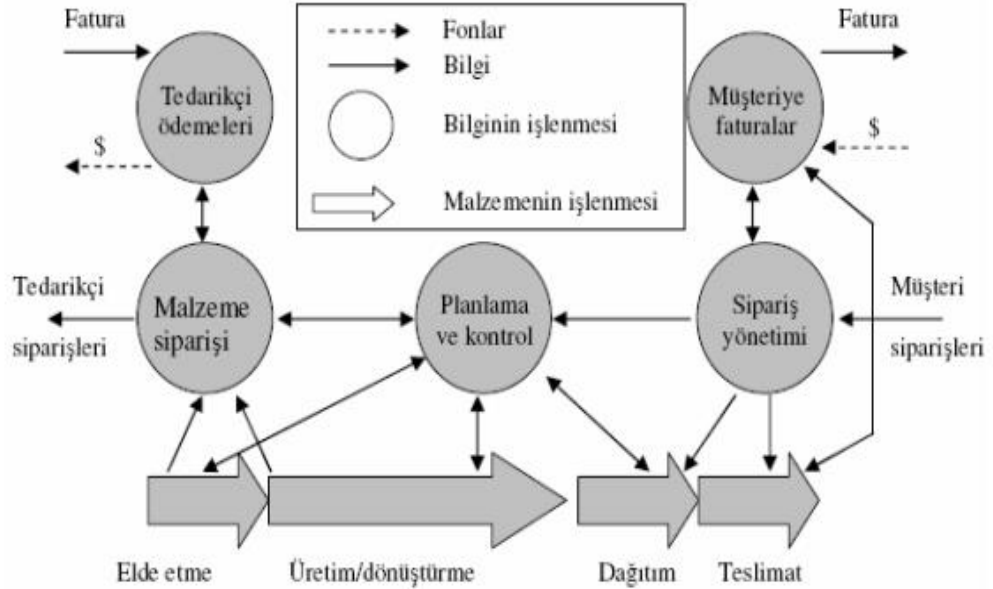 Fatura
Tedarikçi
ödemeleri
$
Fonlar
Bilgi
Bilginin işlenmesi
Malzemenin işlenmesi
Fatura
Müşteriye
faturalar
$
Tedarikçi
siparişleri
Malzeme
siparişi
Planlama
ve kontrol
Sipariş
yönetimi
Müşteri
siparişleri
Elde etme
Üretim/dönüştürme
Dağıtım
Teslimat